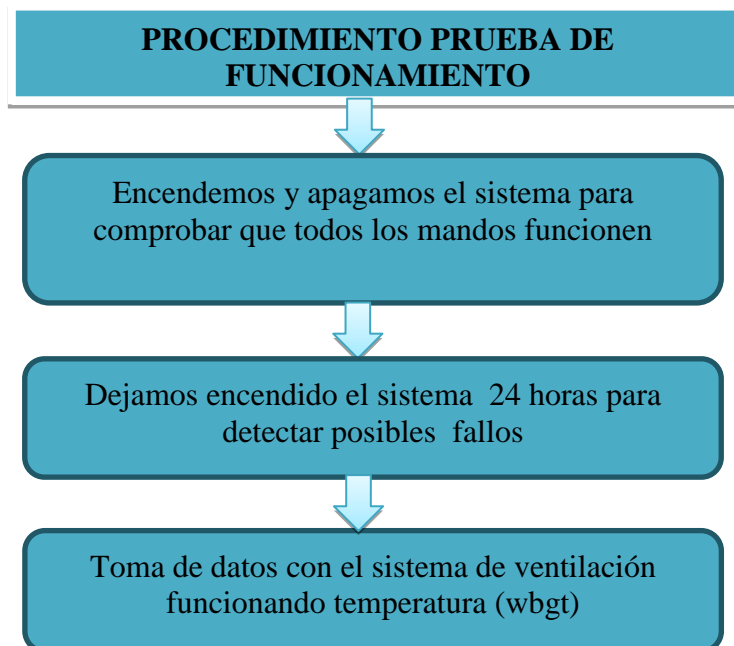 PROCEDIMIENTO PRUEBA DE
FUNCIONAMIENTO
Encendemos y apagamos el sistema para
comprobar que todos los mandos funcionen
Dejamos encendido el sistema  24 horas para
detectar posibles  fallos
Toma de datos con el sistema de ventilación
funcionando temperatura (wbgt)